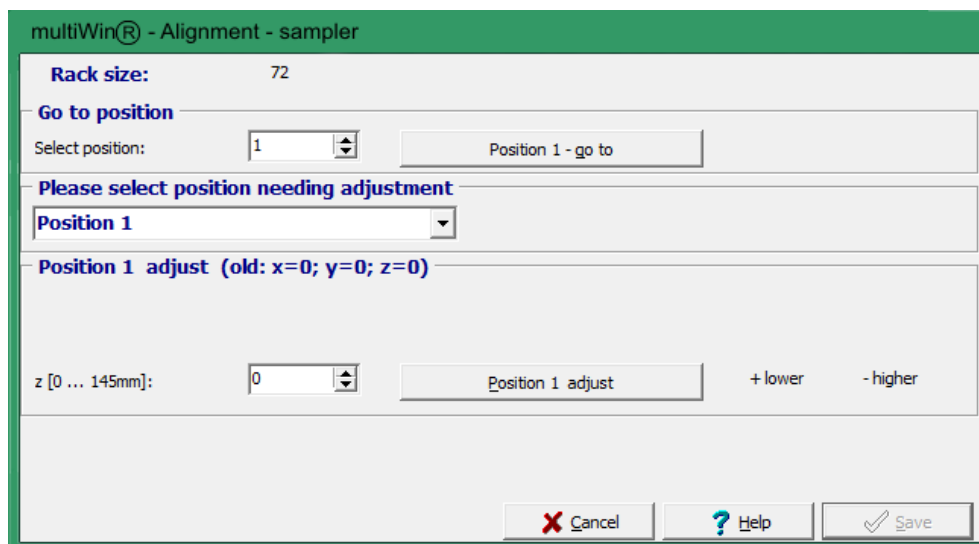 multiWin® - Alignment - sampler
Rack size: 72
Go to position
Select position: 1 Position 1 - go to
Please select position needing adjustment
Position 1
Position 1 adjust (old: x=0; y=0; z=0)
z [0 ... 145mm]: 0 Position 1 adjust + lower - higher
Cancel ? Help Save